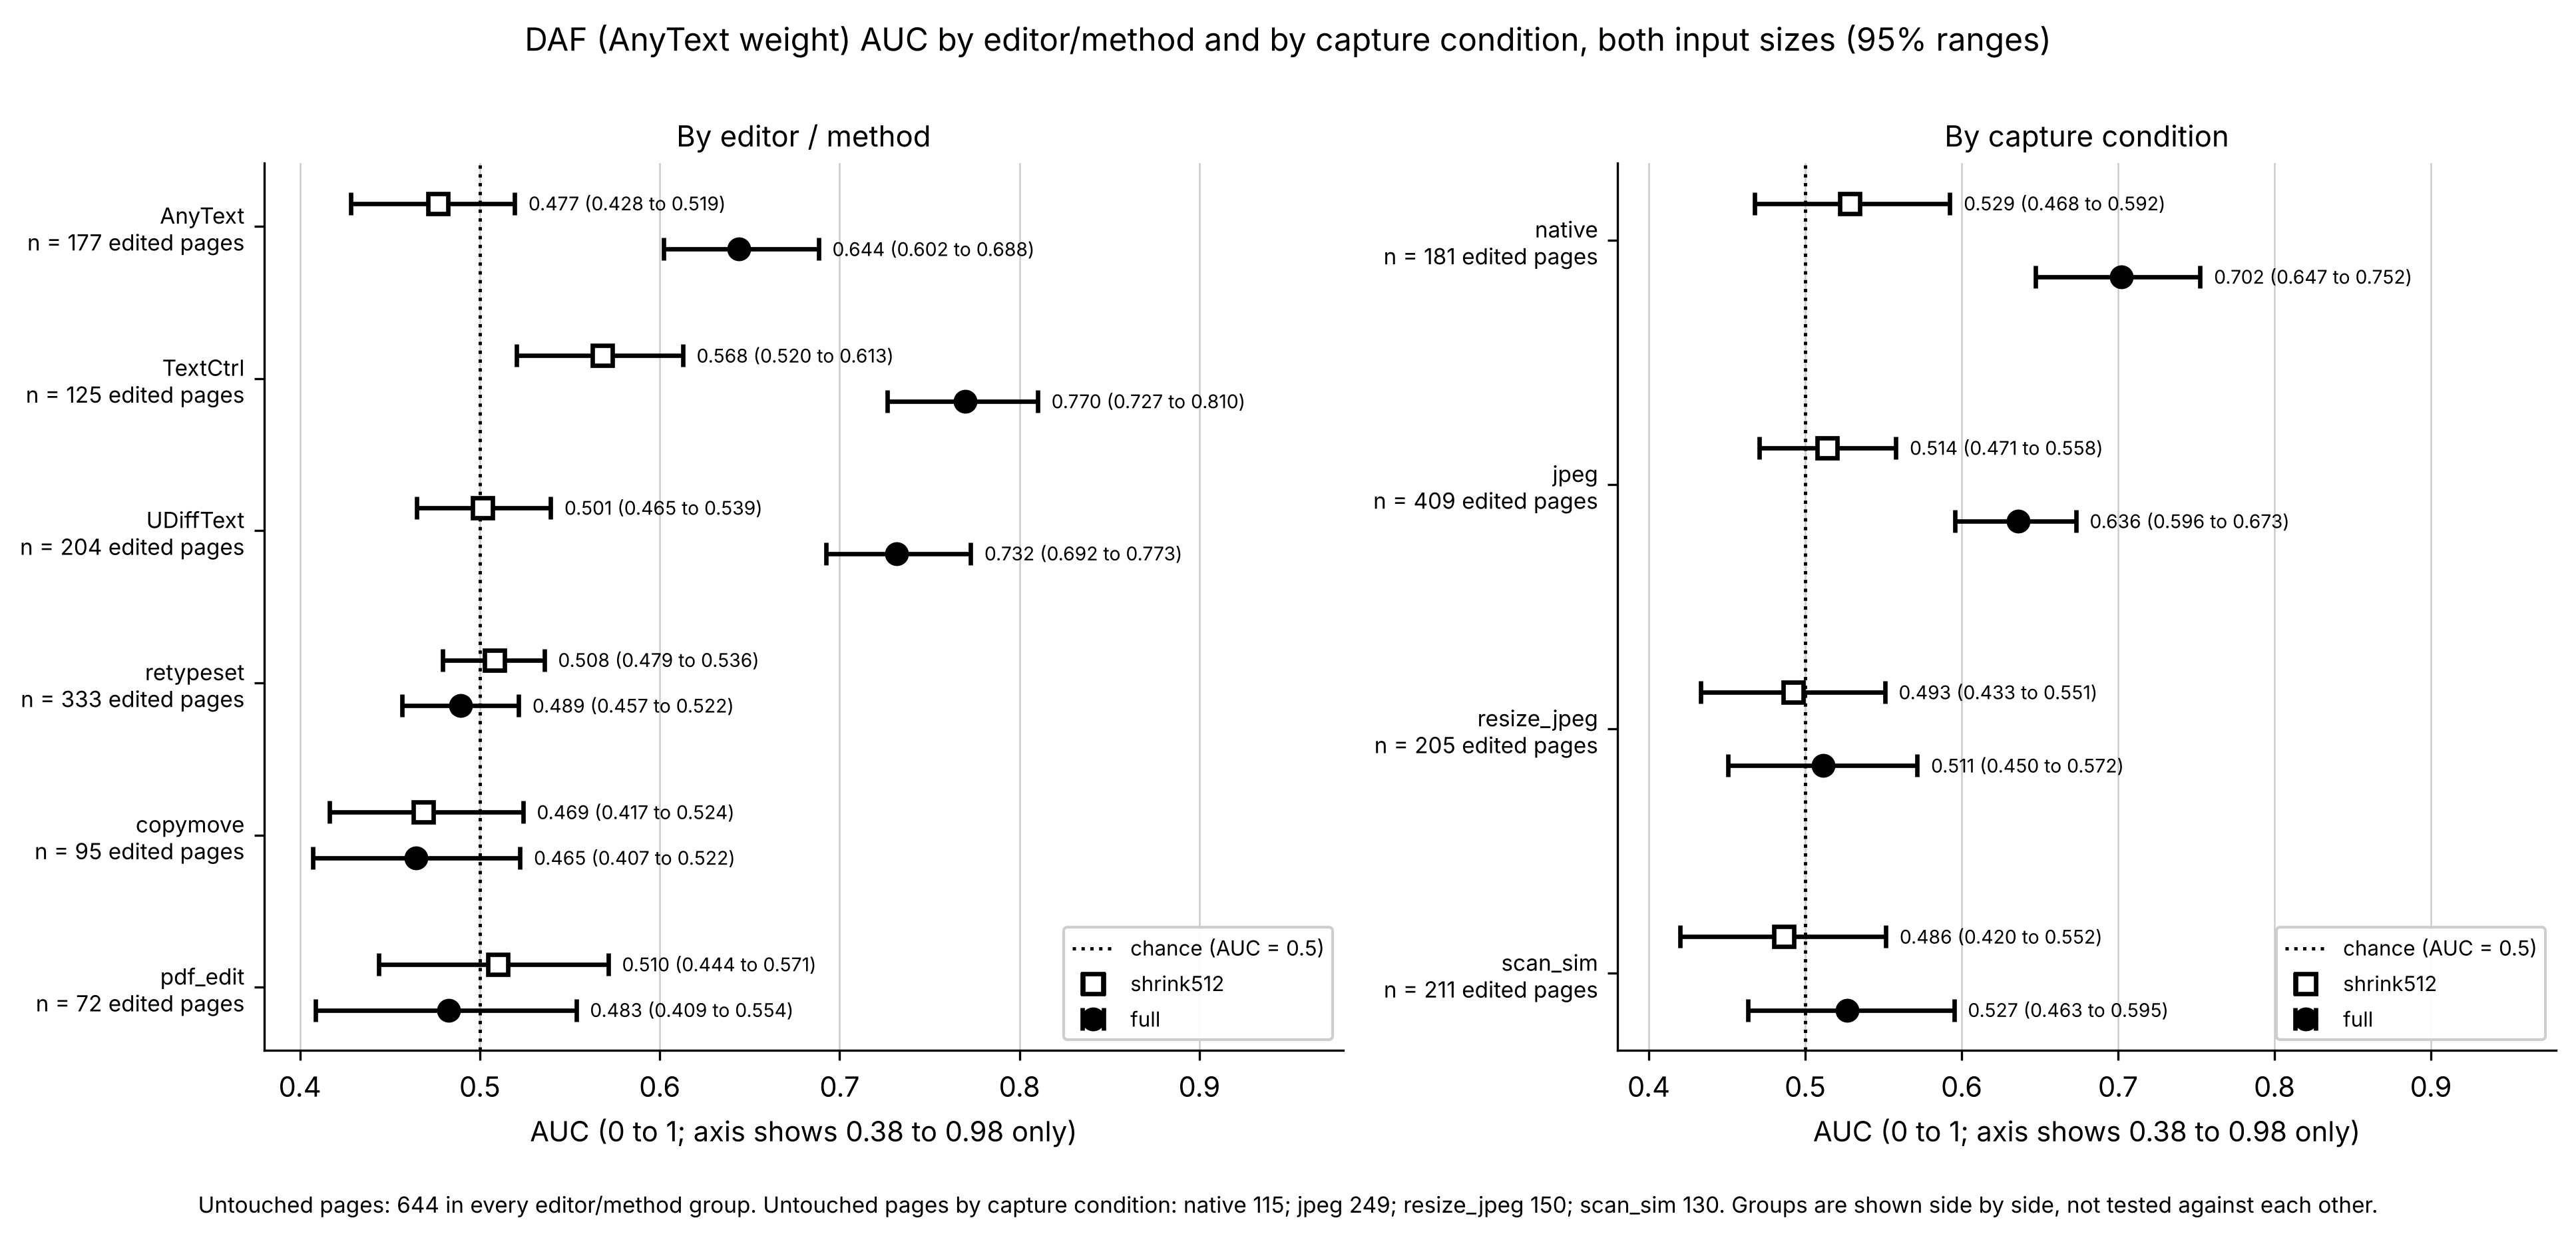 DAF (AnyText weight) AUC by editor/method and by capture condition, both input sizes (95% ranges)
By editor / method
AnyText
n = 177 edited pages
0.477 (0.428 to 0.519)
0.644 (0.602 to 0.688)
TextCtrl
n = 125 edited pages
0.568 (0.520 to 0.613)
0.770 (0.727 to 0.810)
UDiffText
n = 204 edited pages
0.501 (0.465 to 0.539)
0.732 (0.692 to 0.773)
retypeset
n = 333 edited pages
0.508 (0.479 to 0.536)
0.489 (0.457 to 0.522)
copymove
n = 95 edited pages
0.469 (0.417 to 0.524)
0.465 (0.407 to 0.522)
pdf_edit
n = 72 edited pages
0.510 (0.444 to 0.571)
0.483 (0.409 to 0.554)
chance (AUC = 0.5)
shrink512
full
0.4 0.5 0.6 0.7 0.8 0.9
AUC (0 to 1; axis shows 0.38 to 0.98 only)
By capture condition
native
n = 181 edited pages
0.529 (0.468 to 0.592)
0.702 (0.647 to 0.752)
jpeg
n = 409 edited pages
0.514 (0.471 to 0.558)
0.636 (0.596 to 0.673)
resize_jpeg
n = 205 edited pages
0.493 (0.433 to 0.551)
0.511 (0.450 to 0.572)
scan_sim
n = 211 edited pages
0.486 (0.420 to 0.552)
0.527 (0.463 to 0.595)
chance (AUC = 0.5)
shrink512
full
0.4 0.5 0.6 0.7 0.8 0.9
AUC (0 to 1; axis shows 0.38 to 0.98 only)
Untouched pages: 644 in every editor/method group. Untouched pages by capture condition: native 115; jpeg 249; resize_jpeg 150; scan_sim 130. Groups are shown side by side, not tested against each other.